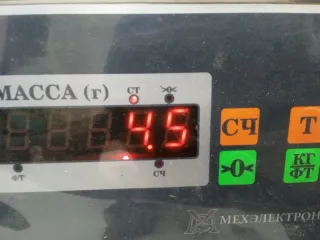 МАССА (г)
СТ
>0<
4.5
СЧ
Т
ФТ
СЧ
>0<
КГ
ФТ
МЕХЭЛЕКТРОН